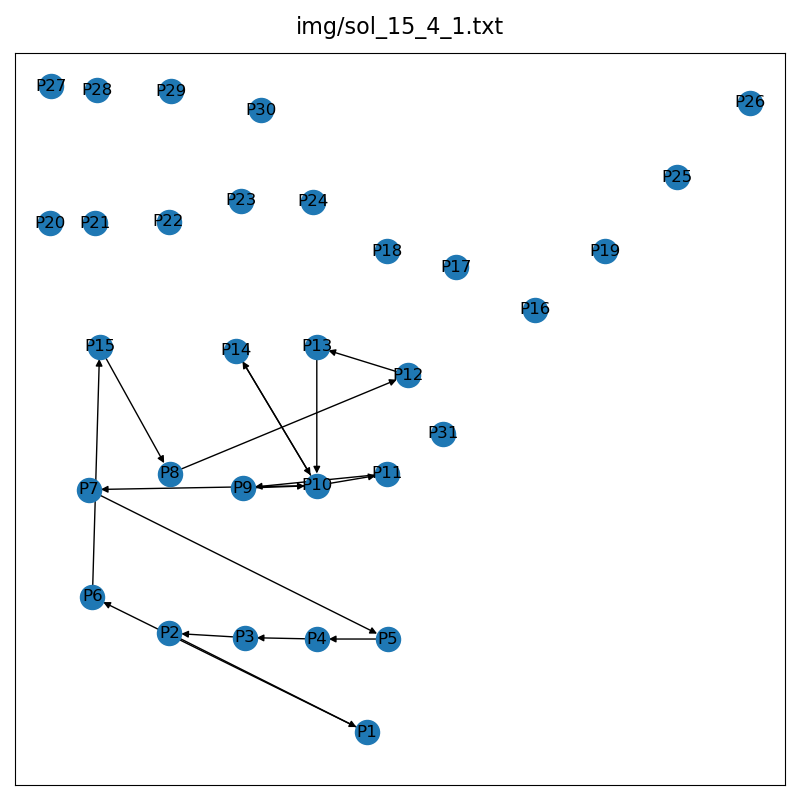 img/sol_15_4_1.txt
P27 P28 P29 P30 P26
P25
P20 P21 P22 P23 P24
P18 P17 P19
P16
P15 P14 P13 P12
P31
P7 P8 P9 P10 P11
P6
P2 P3 P4 P5
P1